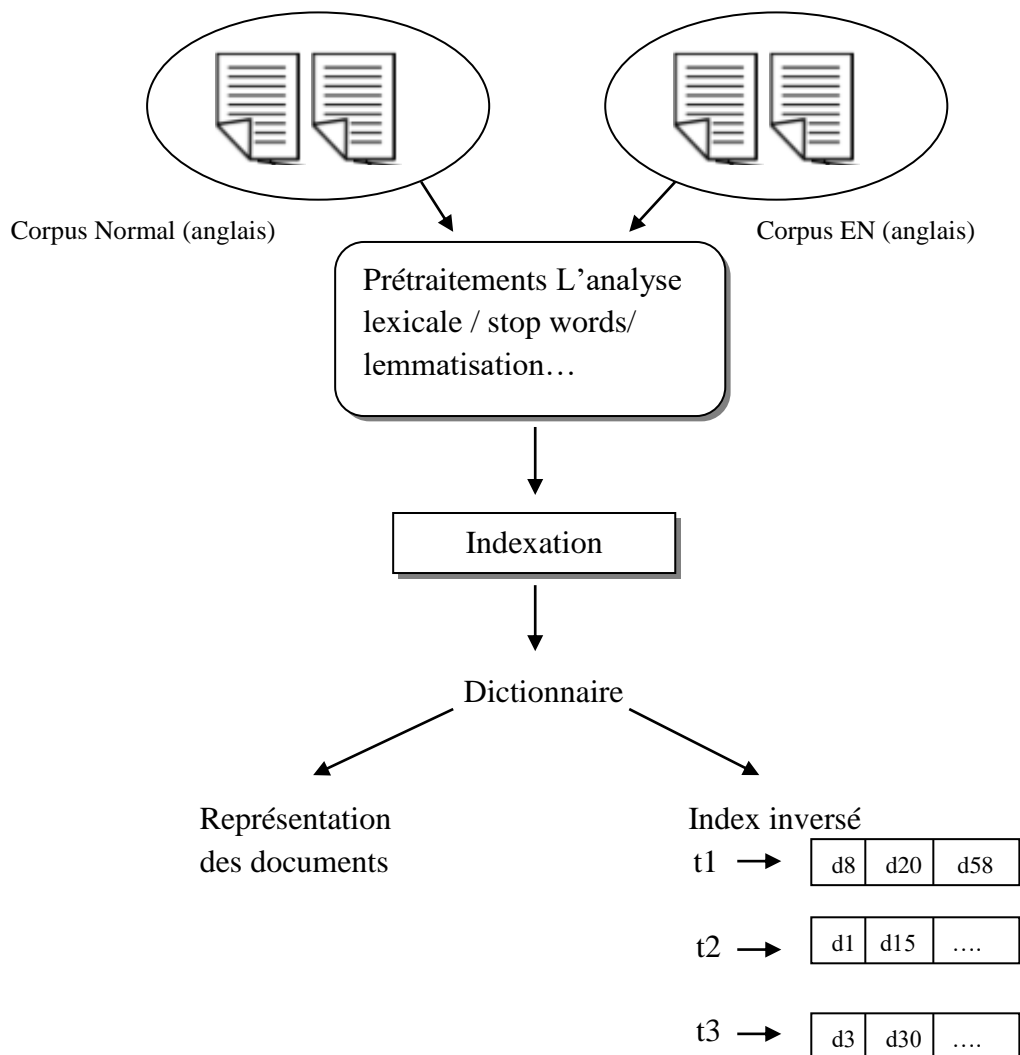 Corpus Normal (anglais)
Corpus EN (anglais)
Prétraitements L’analyse
lexicale / stop words/
lemmatisation…
Indexation
Dictionnaire
Représentation
des documents
Index inversé
t1 d8 d20 d58
t2 d1 d15 ….
t3 d3 d30 ….